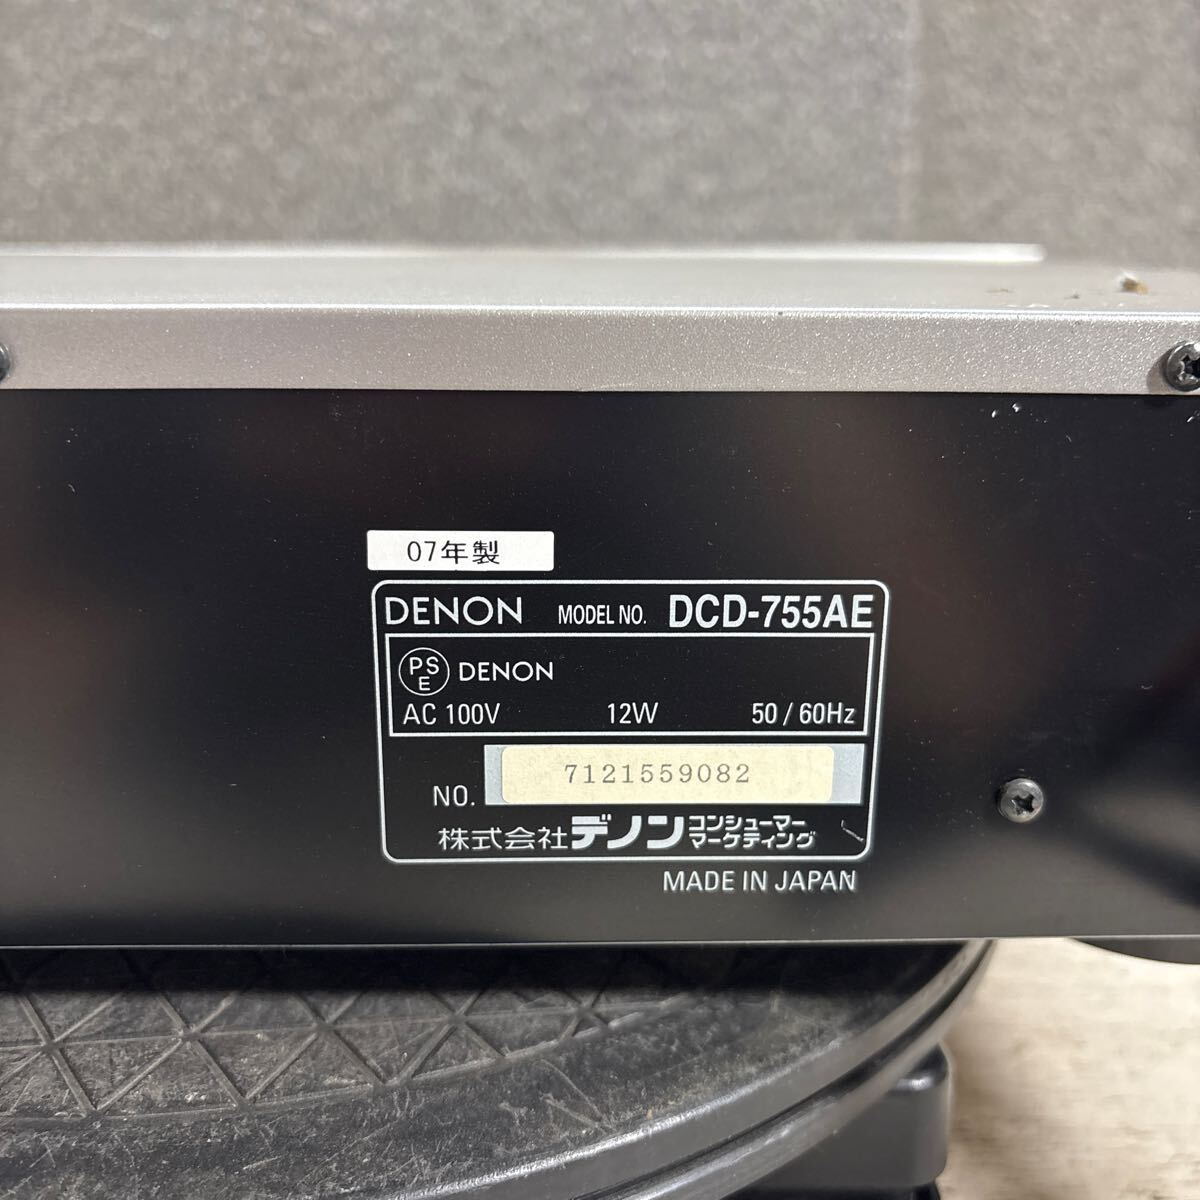 07年製
DENON MODEL NO. DCD-755AE
PSE DENON
AC 100V 12W 50 / 60Hz
NO. 7121559082
株式会社デノン コンシューマー マーケティング
MADE IN JAPAN